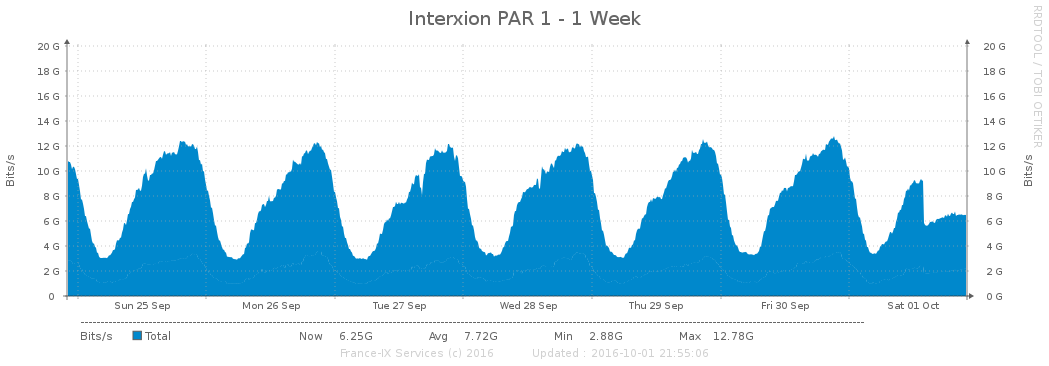 Interxion PAR 1 - 1 Week
RRDTOOL / TOBI OETIKER
Bits/s
Bits/s
20 G 20 G
18 G 18 G
16 G 16 G
14 G 14 G
12 G 12 G
10 G 10 G
8 G 8 G
6 G 6 G
4 G 4 G
2 G 2 G
0 0 G
Sun 25 Sep Mon 26 Sep Tue 27 Sep Wed 28 Sep Thu 29 Sep Fri 30 Sep Sat 01 Oct
Bits/s Total Now 6.25G Avg 7.72G Min 2.88G Max 12.78G
France-IX Services (c) 2016 Updated : 2016-10-01 21:55:06